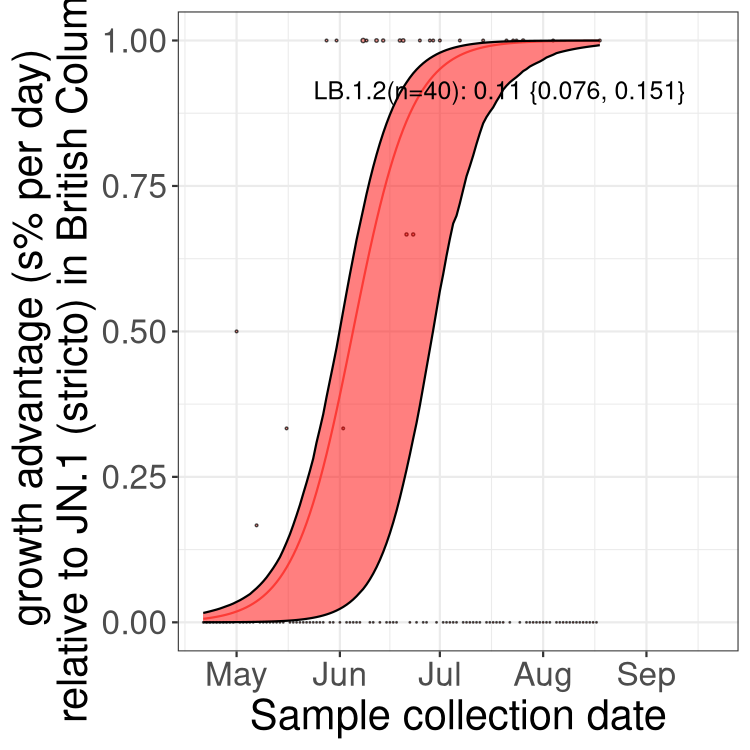 growth advantage (s% per day)
relative to JN.1 (stricto) in British Colum
1.00
0.75
0.50
0.25
0.00
LB.1.2(n=40): 0.11 {0.076, 0.151}
May Jun Jul Aug Sep
Sample collection date